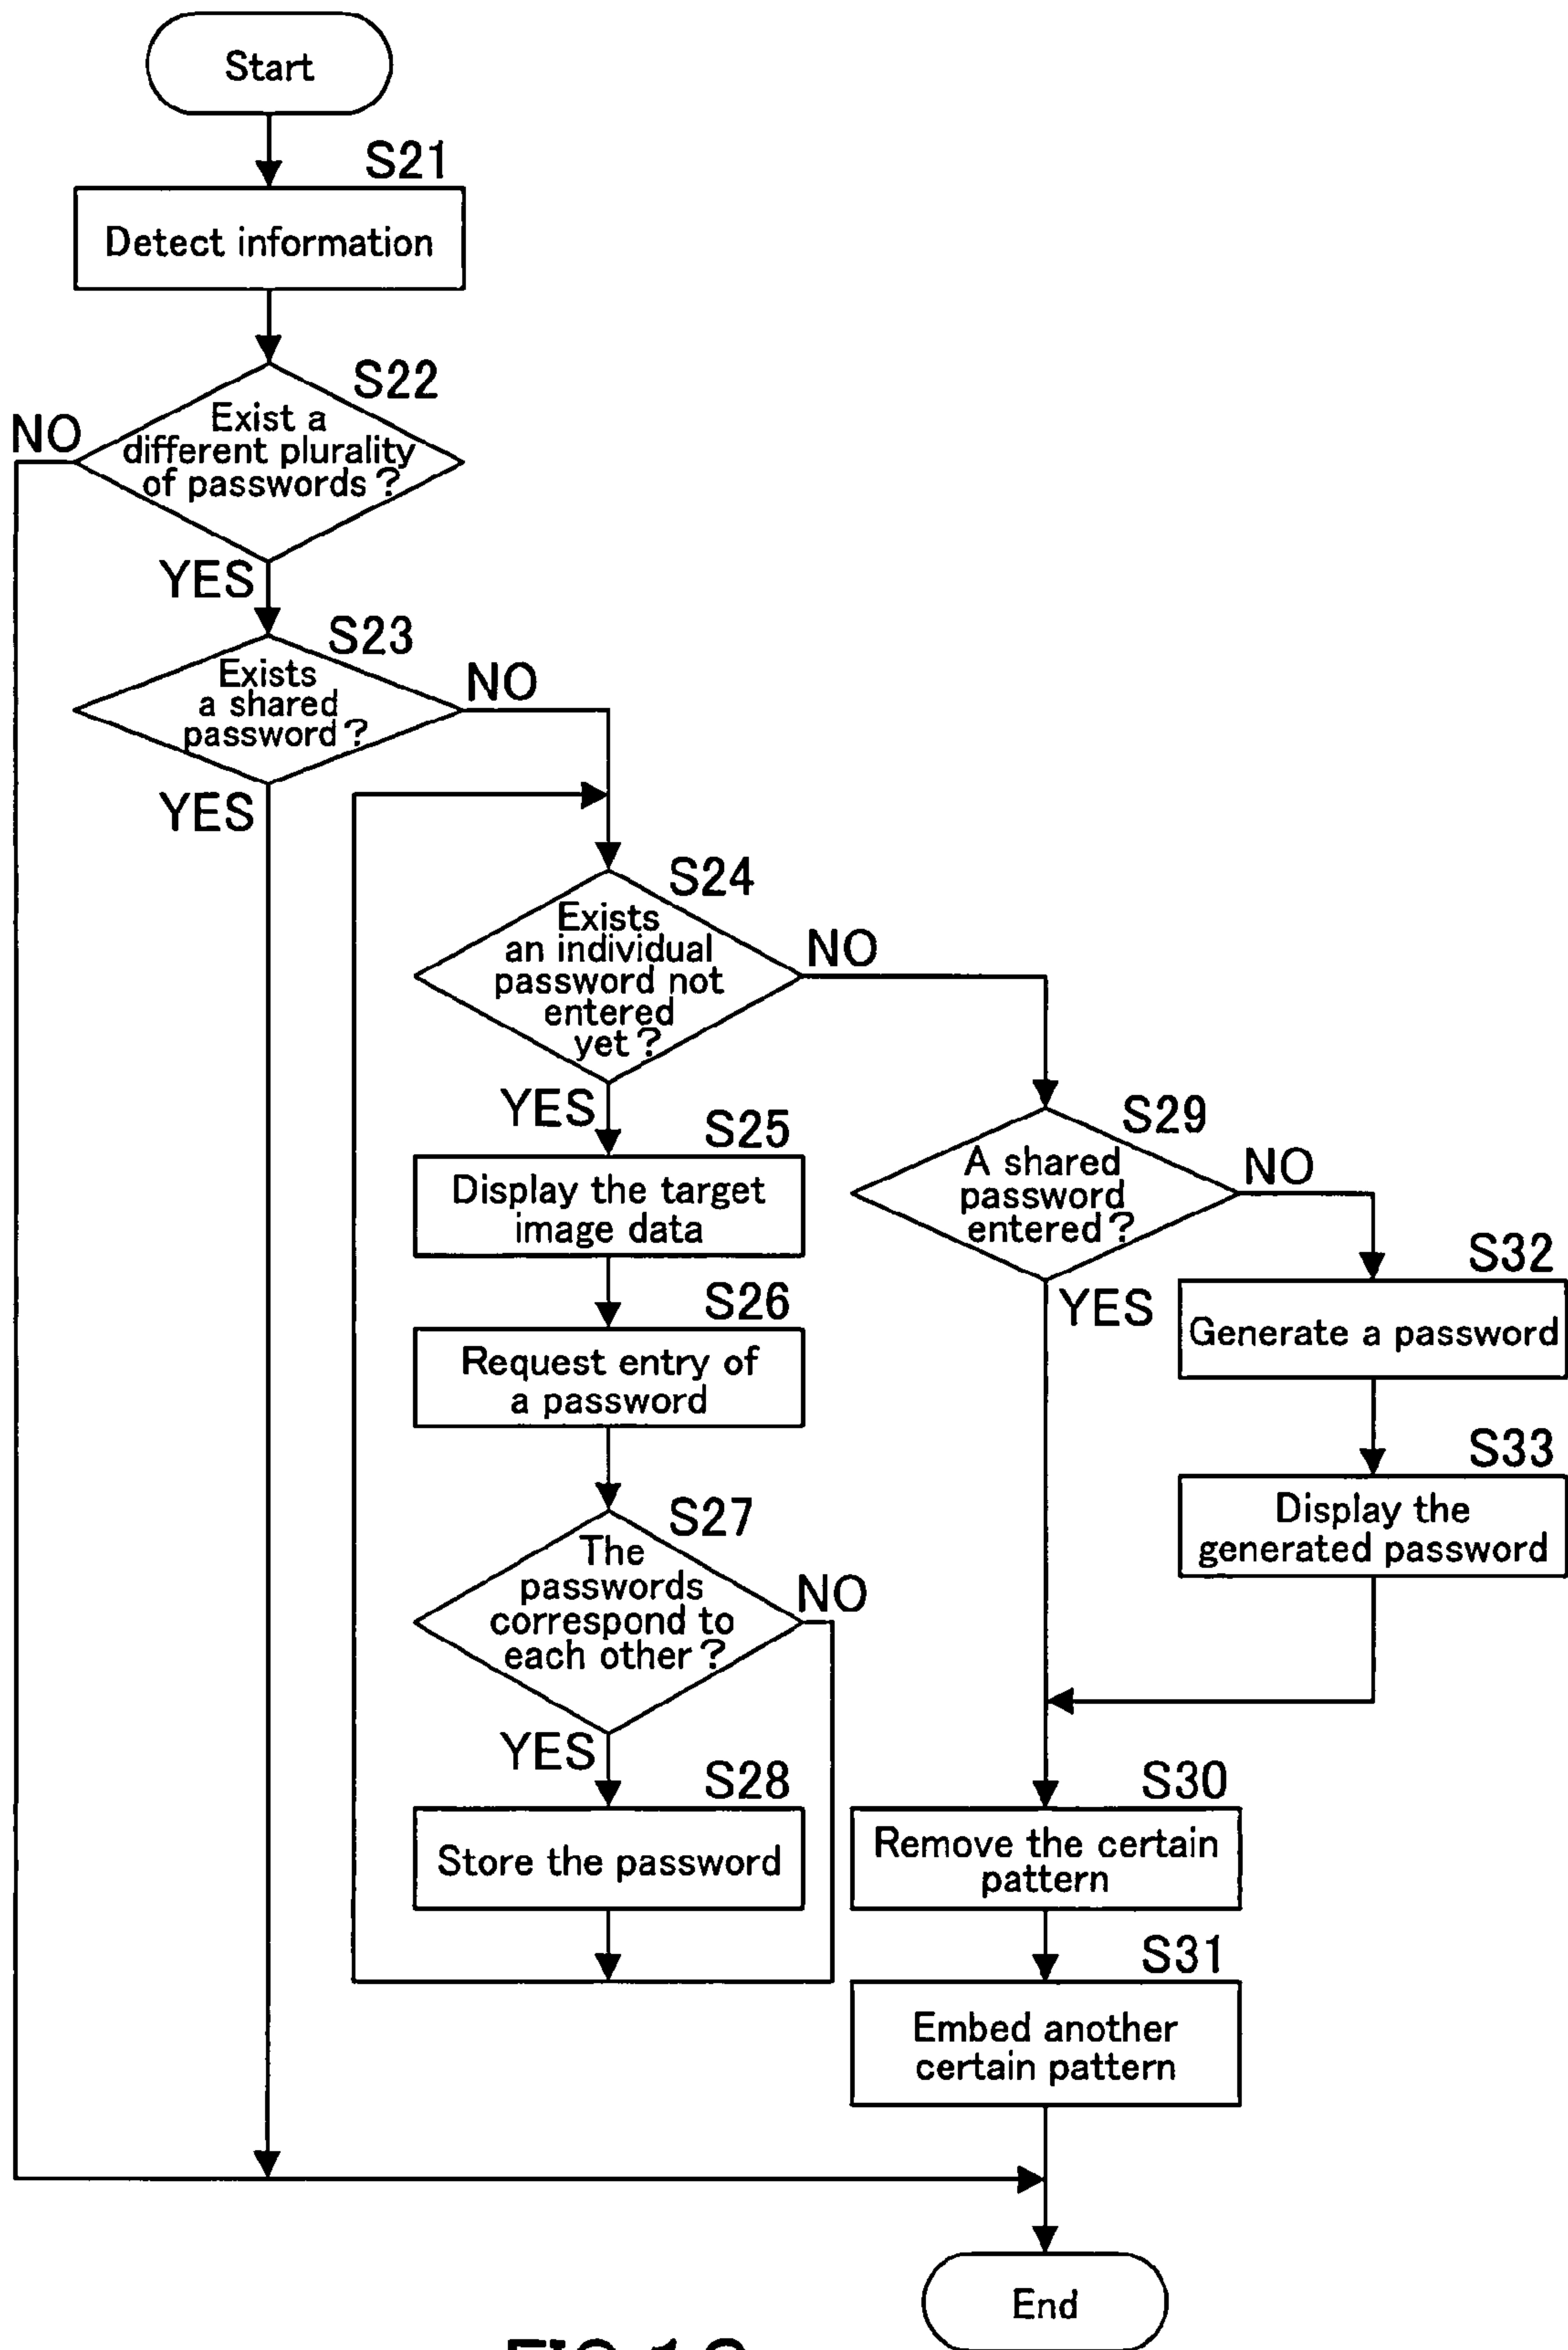 Start
S21
Detect information
S22
NO
Exist a
different plurality
of passwords?
YES
S23
Exists
a shared
password?
NO
YES
S24
Exists
an individual
password not
entered
yet?
NO
YES
S25
Display the target
image data
S26
Request entry of
a password
S27
The
passwords
correspond to
each other?
NO
YES
S28
Store the password
S29
A shared
password
entered?
NO
YES
S32
Generate a password
S33
Display the
generated password
S30
Remove the certain
pattern
S31
Embed another
certain pattern
End